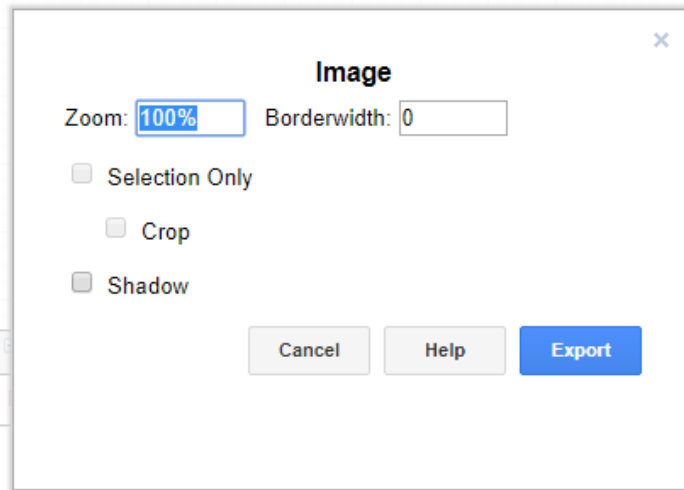 ×
Image
Zoom: 100% Borderwidth: 0
Selection Only
Crop
Shadow
Cancel Help Export